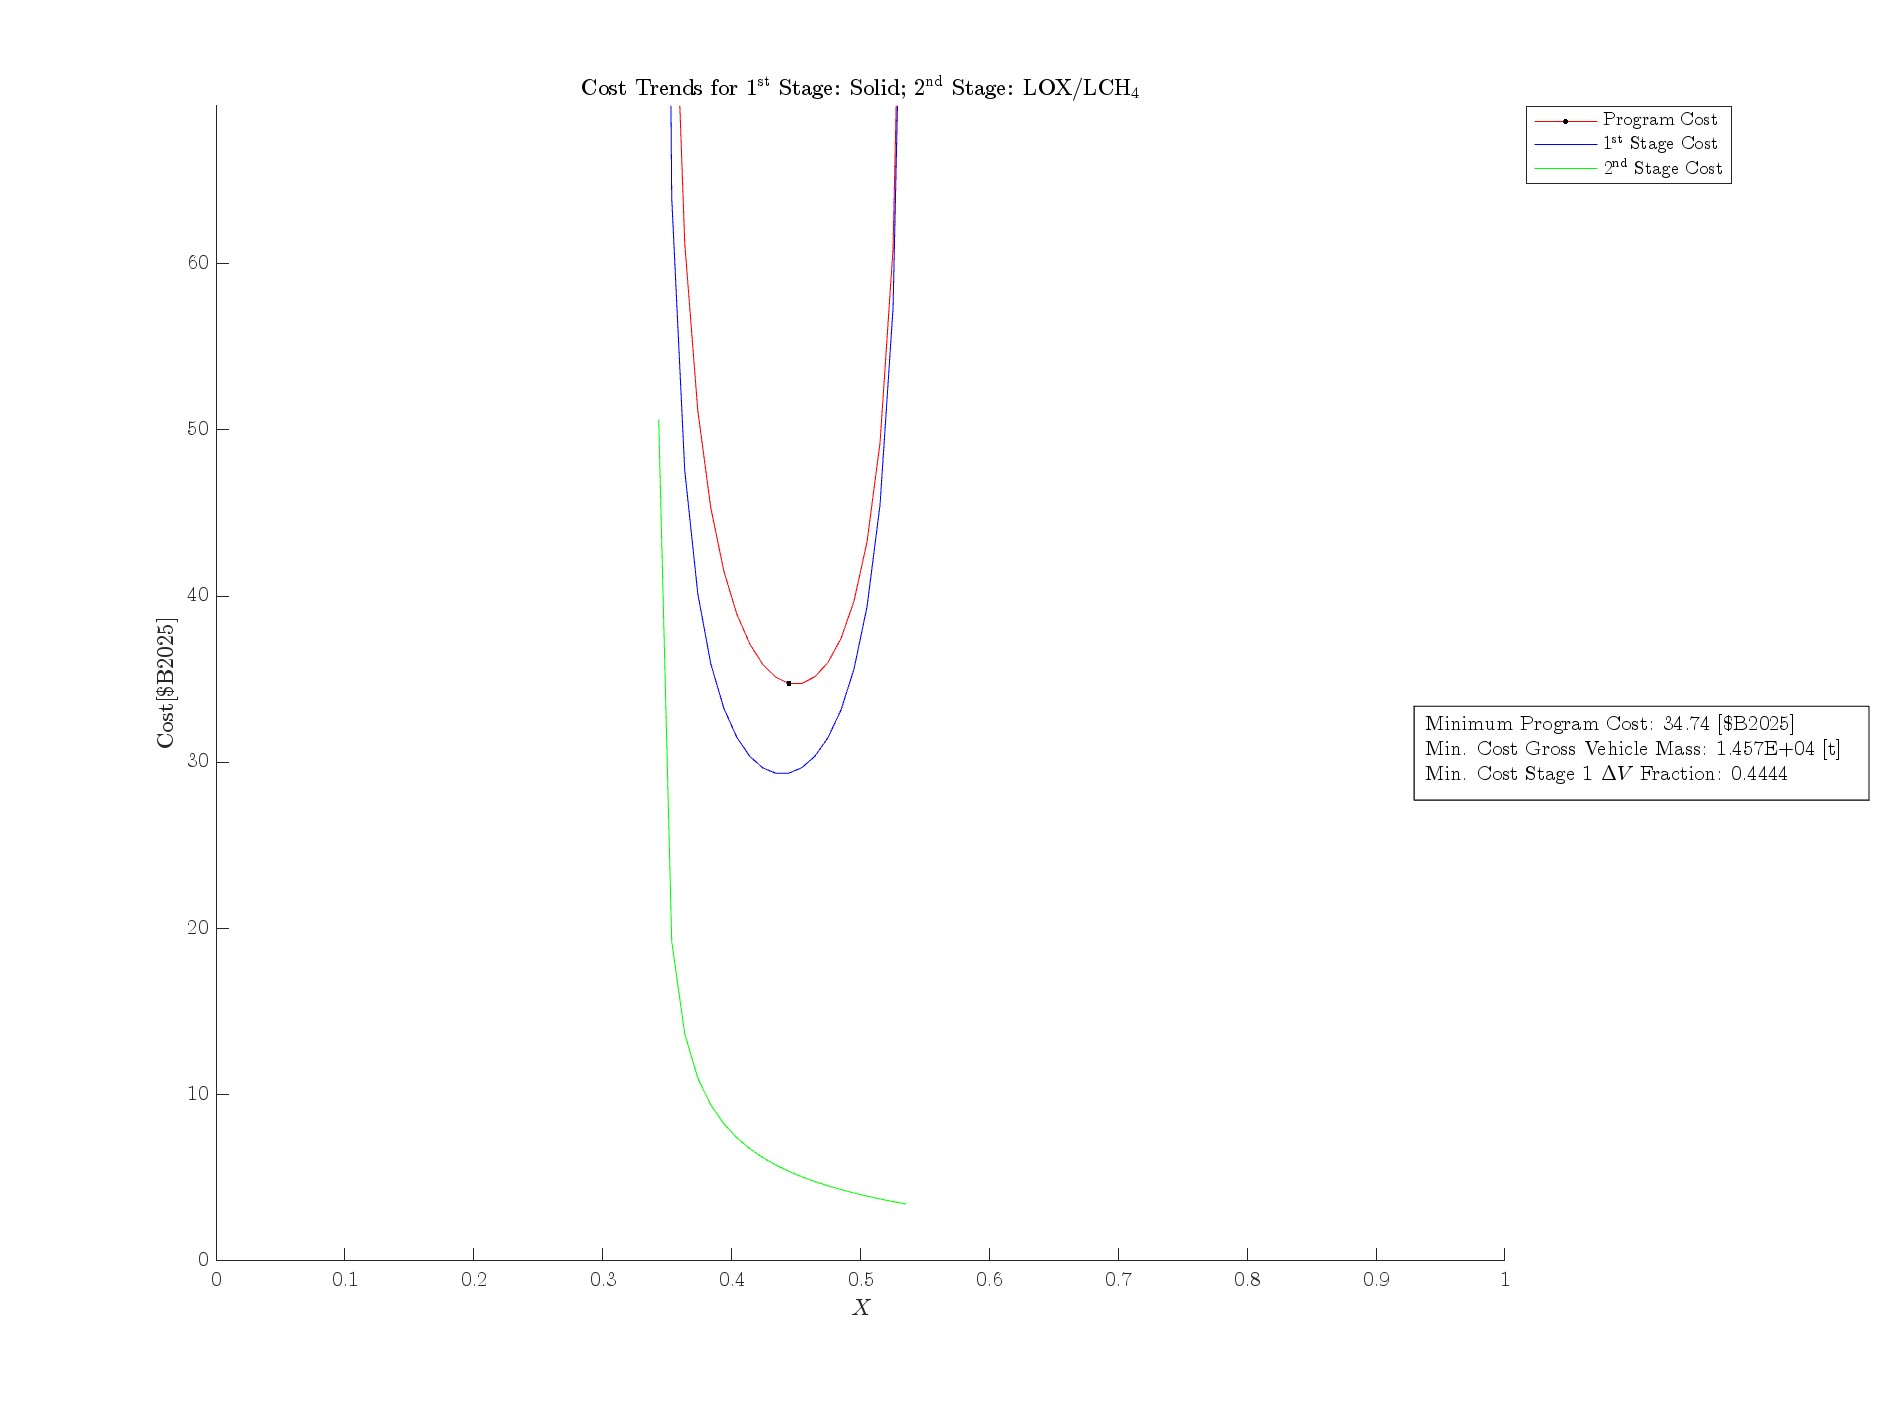 Cost Trends for 1st Stage: Solid; 2nd Stage: LOX/LCH4
Program Cost
1st Stage Cost
2nd Stage Cost
60
50
40
30
20
10
0
Cost[$B2025]
Minimum Program Cost: 34.74 [$B2025]
Min. Cost Gross Vehicle Mass: 1.457E+04 [t]
Min. Cost Stage 1 ΔV Fraction: 0.4444
0 0.1 0.2 0.3 0.4 0.5 0.6 0.7 0.8 0.9 1
X